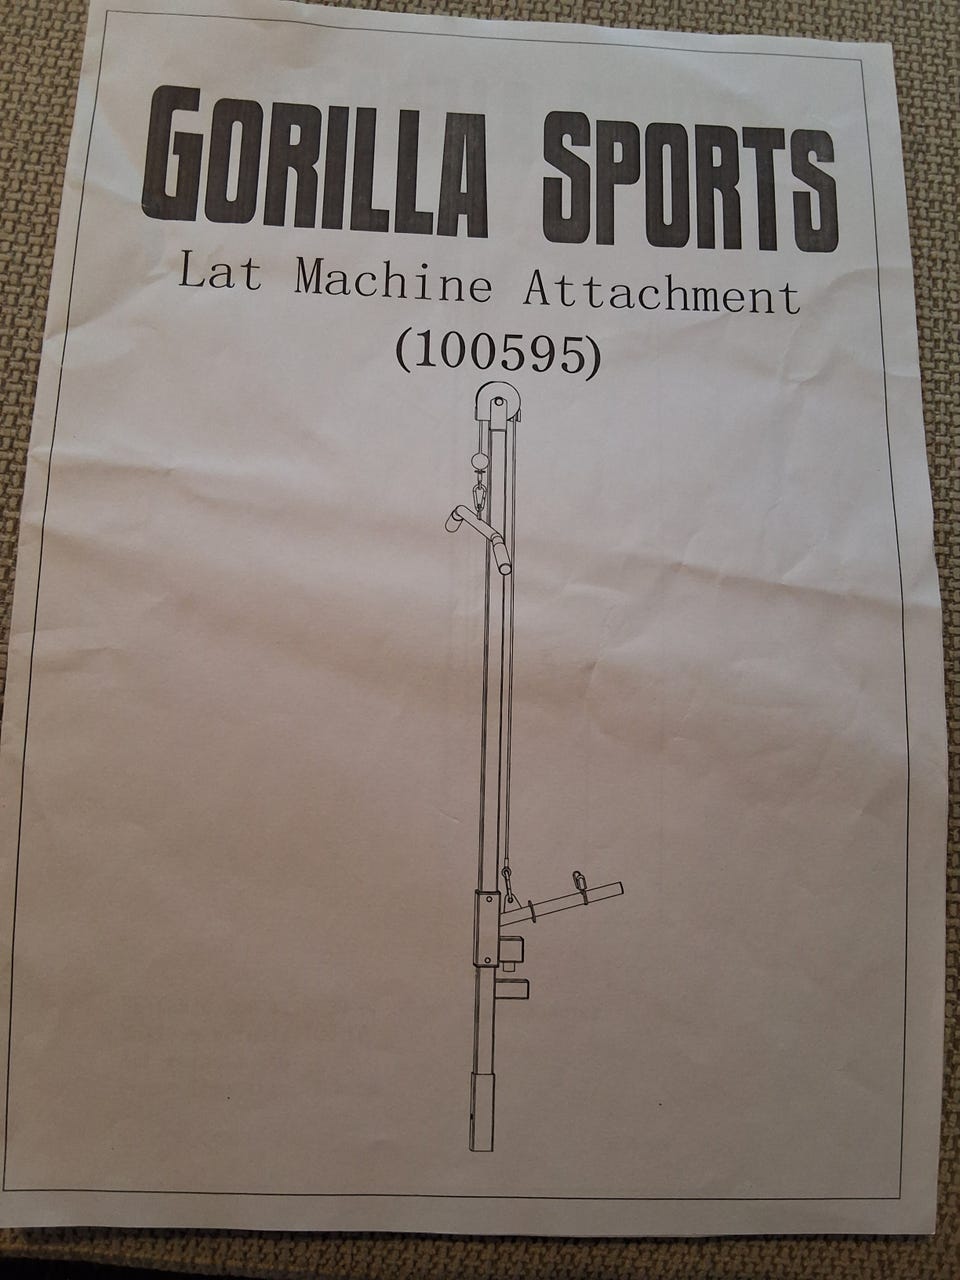 GORILLA SPORTS
Lat Machine Attachment
(100595)